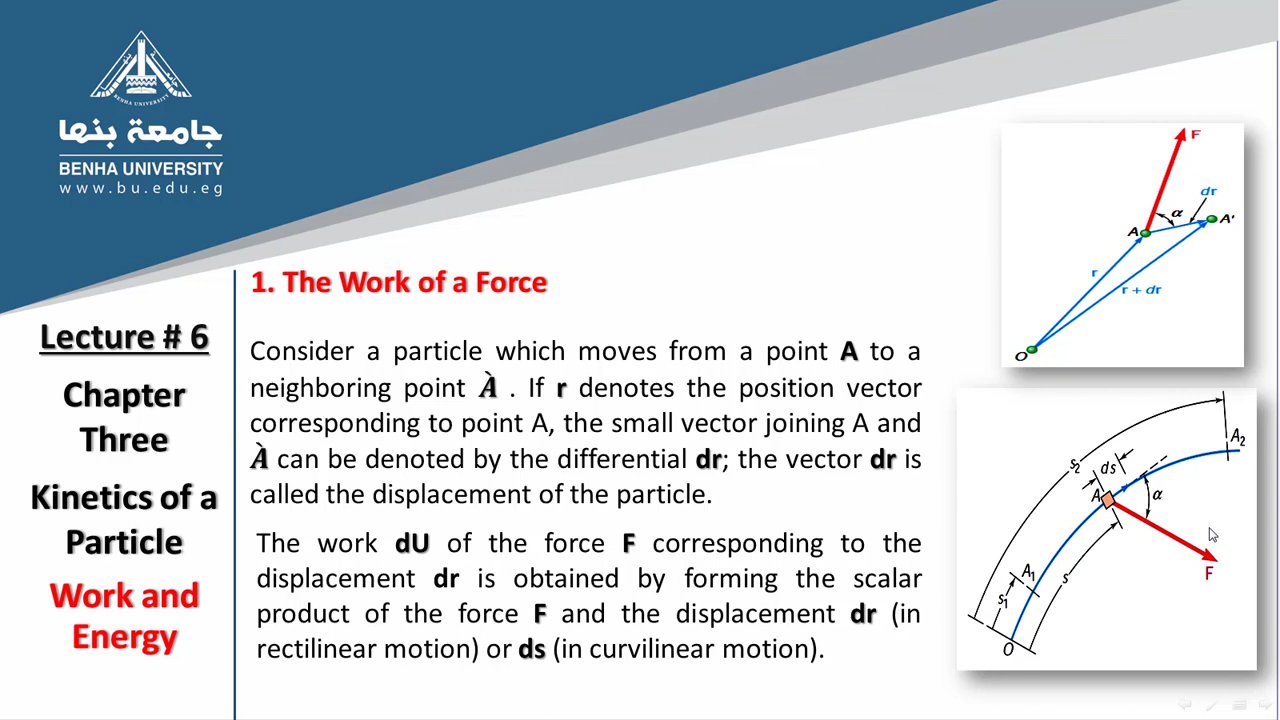 جامعة بنها
BENHA UNIVERSITY
www.bu.edu.eg
Lecture # 6
Chapter
Three
Kinetics of a
Particle
Work and
Energy
1. The Work of a Force
Consider a particle which moves from a point A to a
neighboring point À . If r denotes the position vector
corresponding to point A, the small vector joining A and
À can be denoted by the differential dr; the vector dr is
called the displacement of the particle.
The work dU of the force F corresponding to the
displacement dr is obtained by forming the scalar
product of the force F and the displacement dr (in
rectilinear motion) or ds (in curvilinear motion).
F
dr
α
A
A'
r
r + dr
O
A₂
s₂
ds
A
α
A₁
s
F
s₁
O